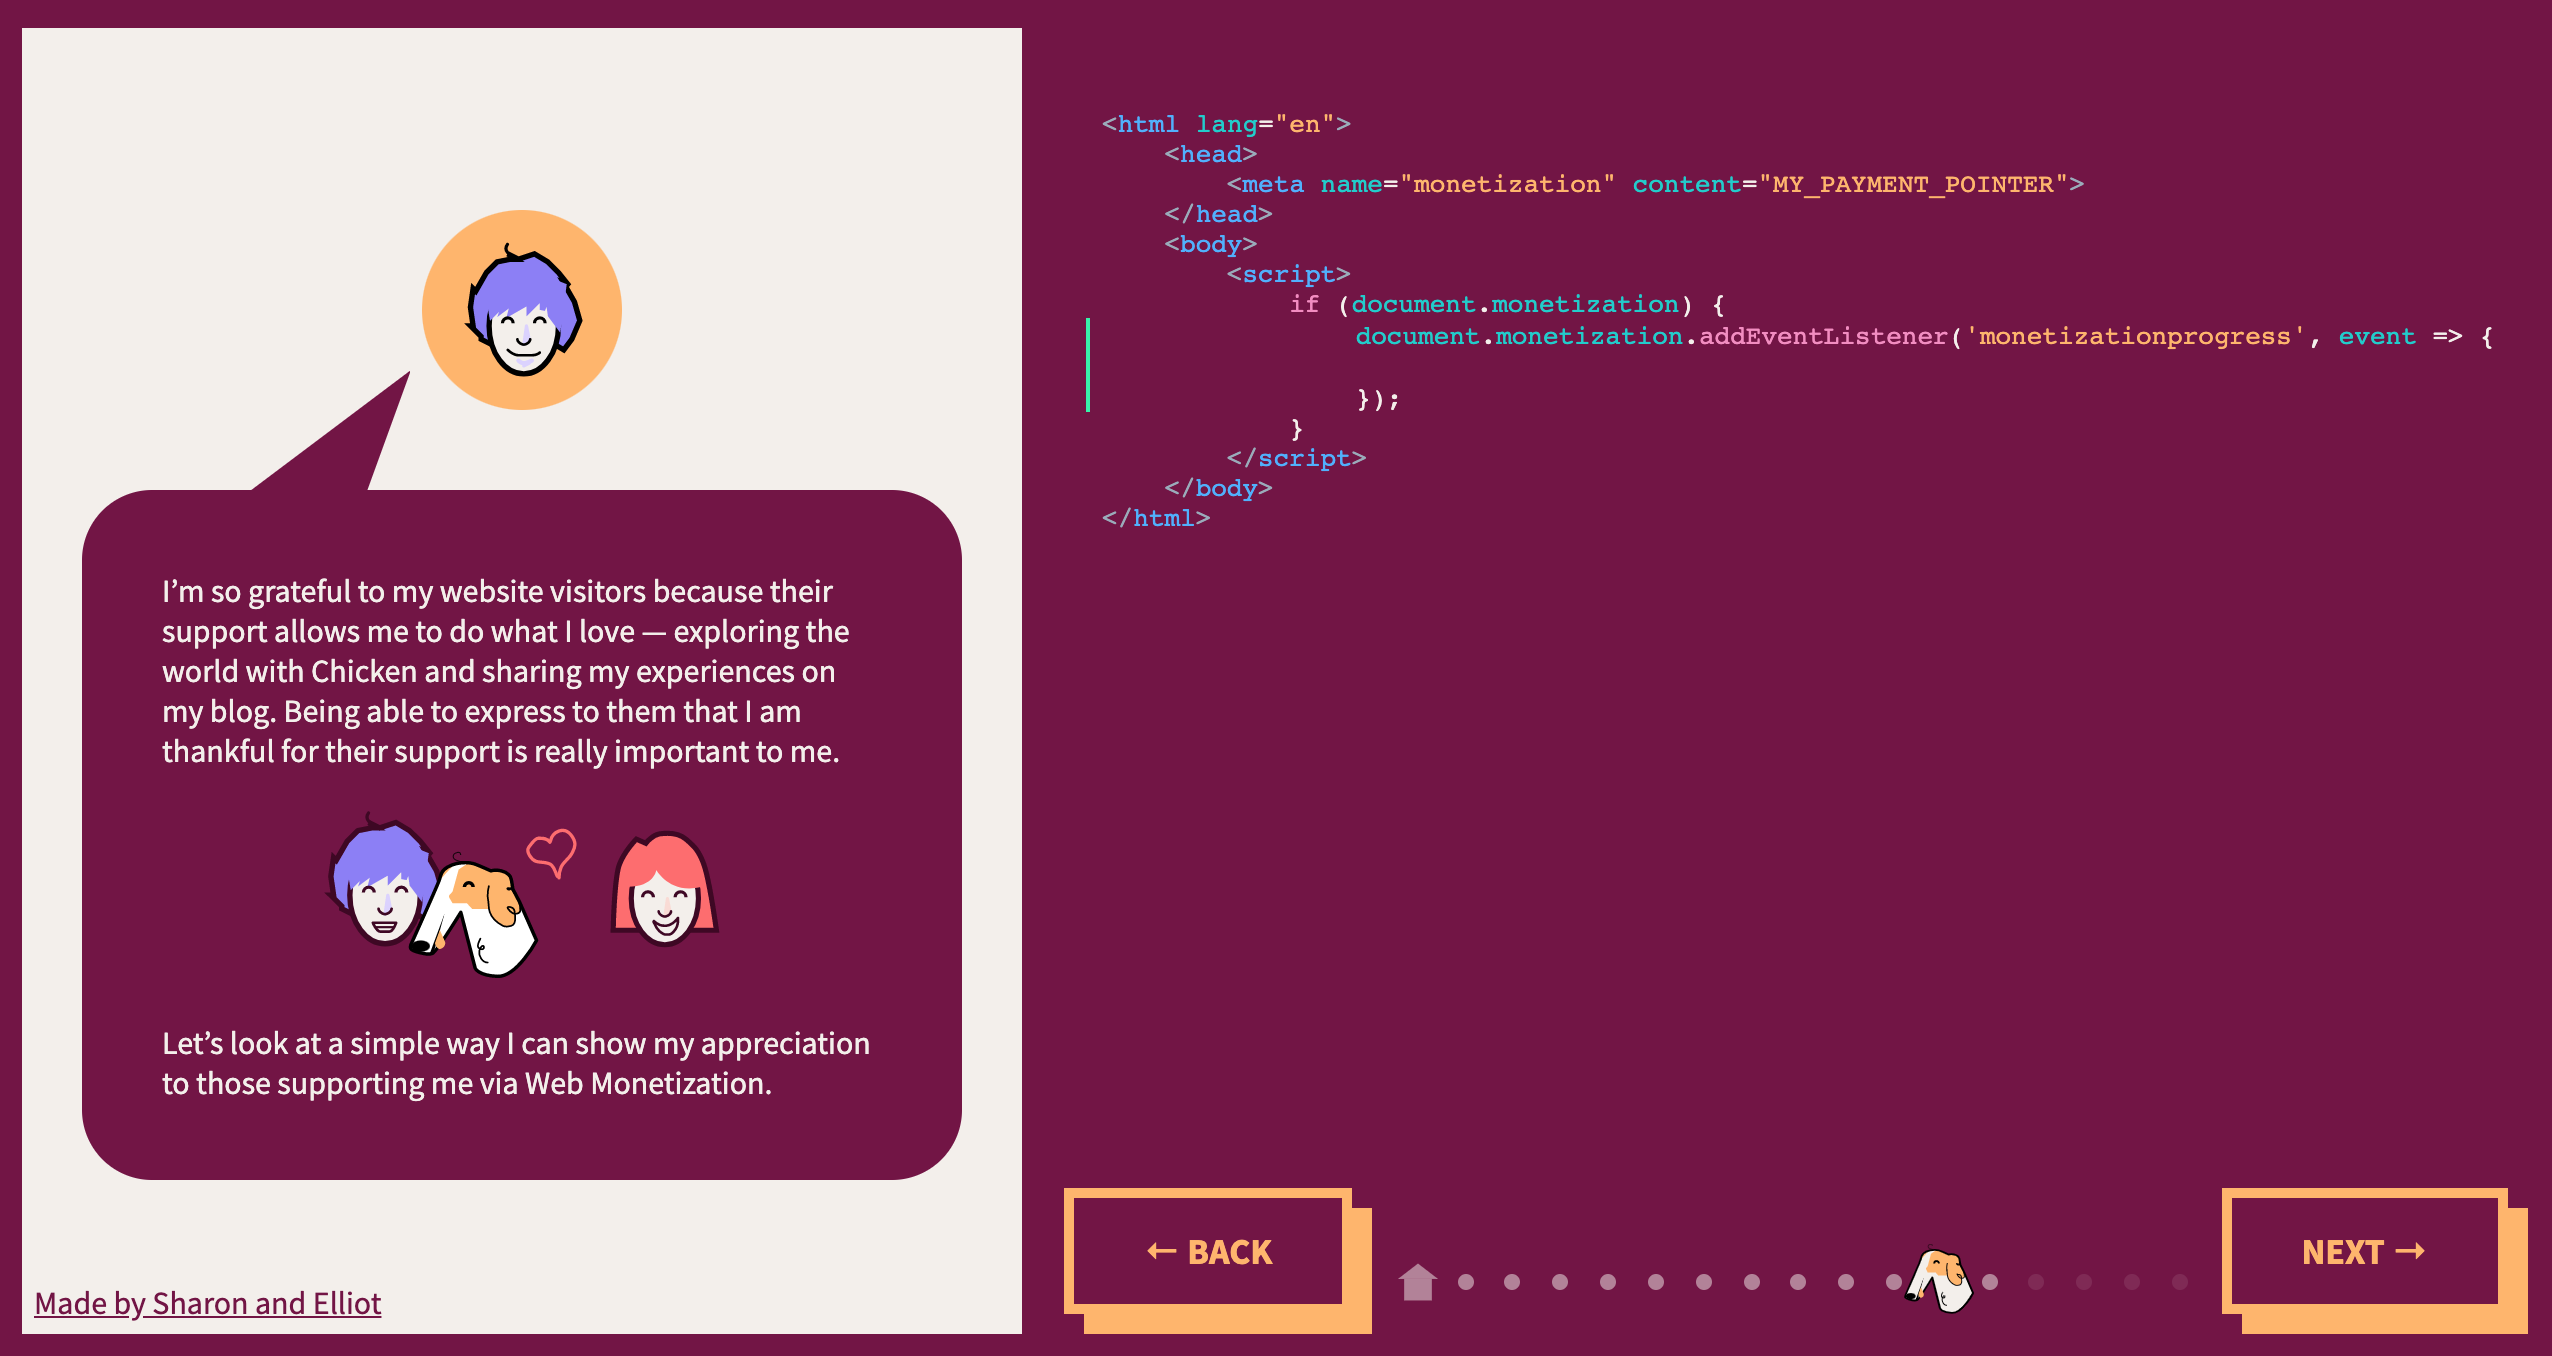 I’m so grateful to my website visitors because their
support allows me to do what I love — exploring the
world with Chicken and sharing my experiences on
my blog. Being able to express to them that I am
thankful for their support is really important to me.
Let’s look at a simple way I can show my appreciation
to those supporting me via Web Monetization.
Made by Sharon and Elliot
<html lang="en">
    <head>
        <meta name="monetization" content="MY_PAYMENT_POINTER">
    </head>
    <body>
        <script>
            if (document.monetization) {
                document.monetization.addEventListener('monetizationprogress', event => {
                });
            }
        </script>
    </body>
</html>
← BACK
NEXT →